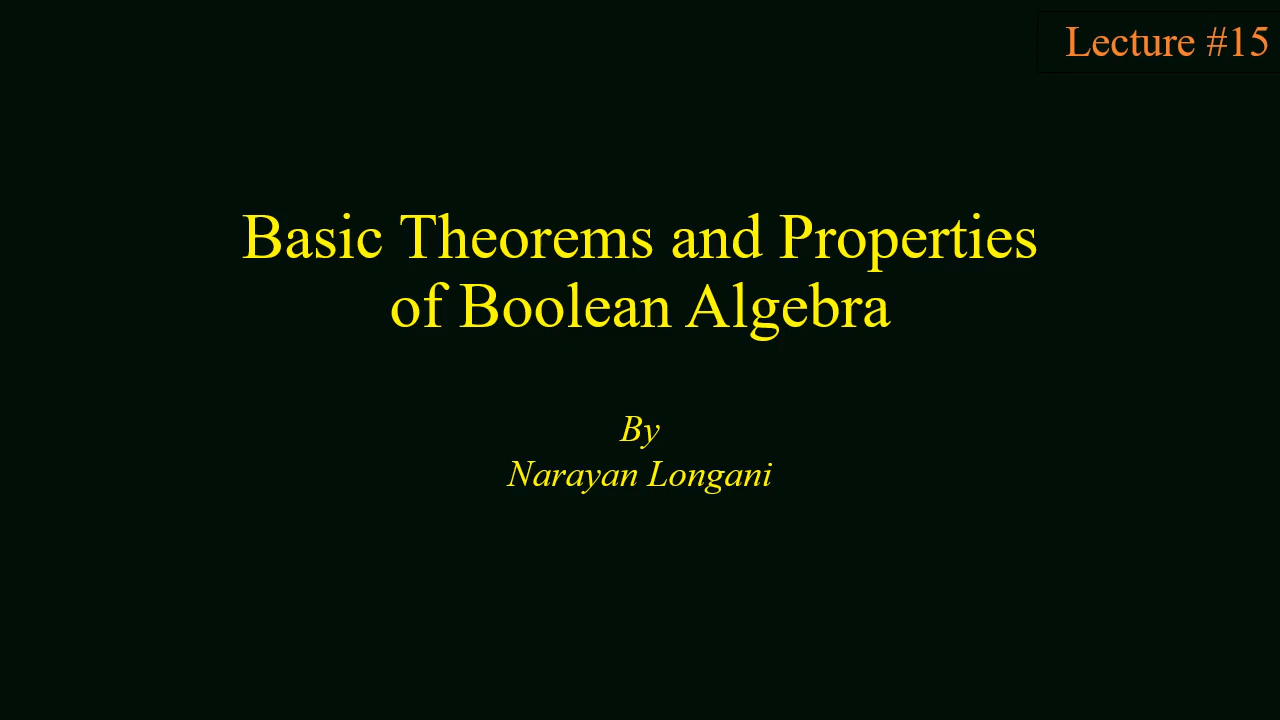 Lecture #15
Basic Theorems and Properties
of Boolean Algebra
By
Narayan Longani